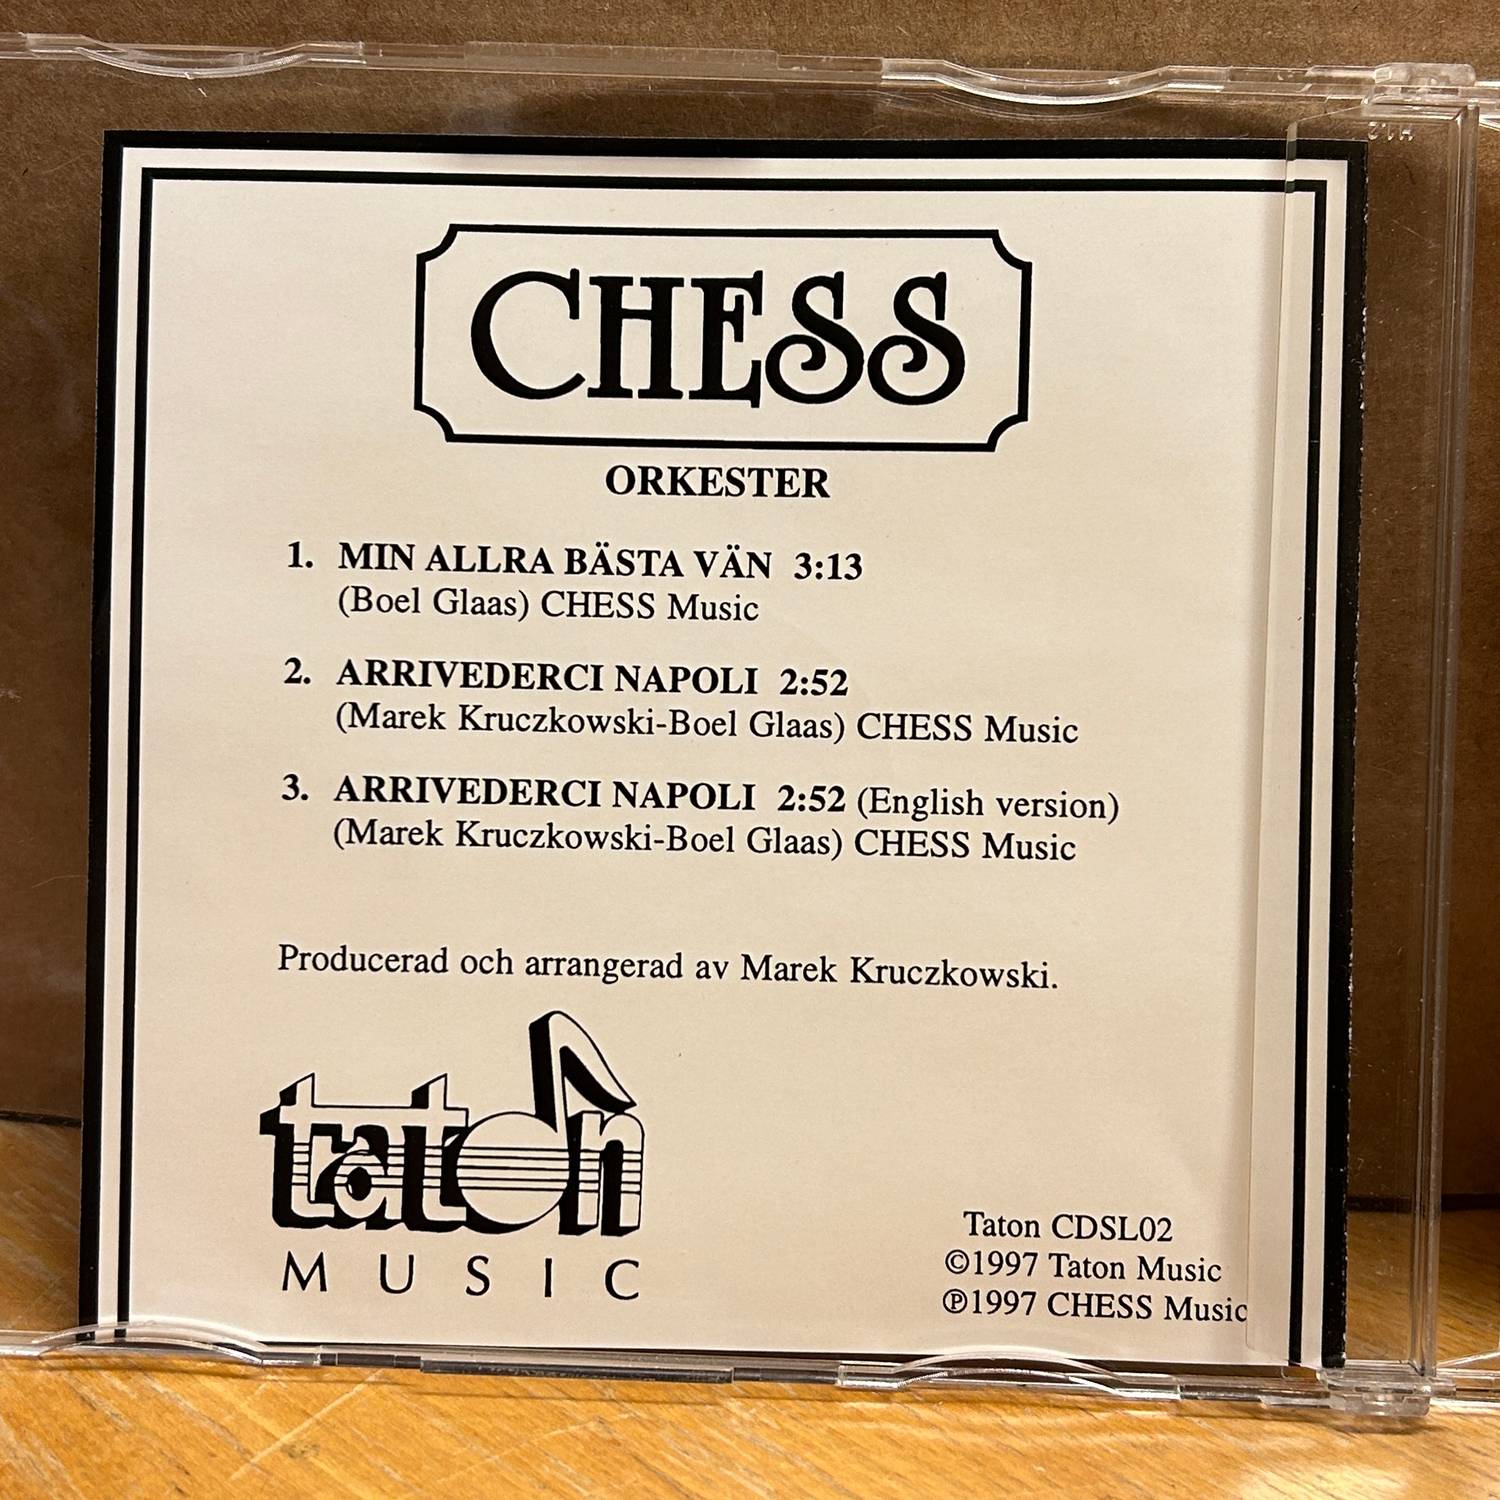 CHESS
ORKESTER
1. MIN ALLRA BÄSTA VÄN 3:13
(Boel Glaas) CHESS Music
2. ARRIVEDERCI NAPOLI 2:52
(Marek Kruczkowski-Boel Glaas) CHESS Music
3. ARRIVEDERCI NAPOLI 2:52 (English version)
(Marek Kruczkowski-Boel Glaas) CHESS Music
Producerad och arrangerad av Marek Kruczkowski.
taton
MUSIC
Taton CDSL02
©1997 Taton Music
℗1997 CHESS Music